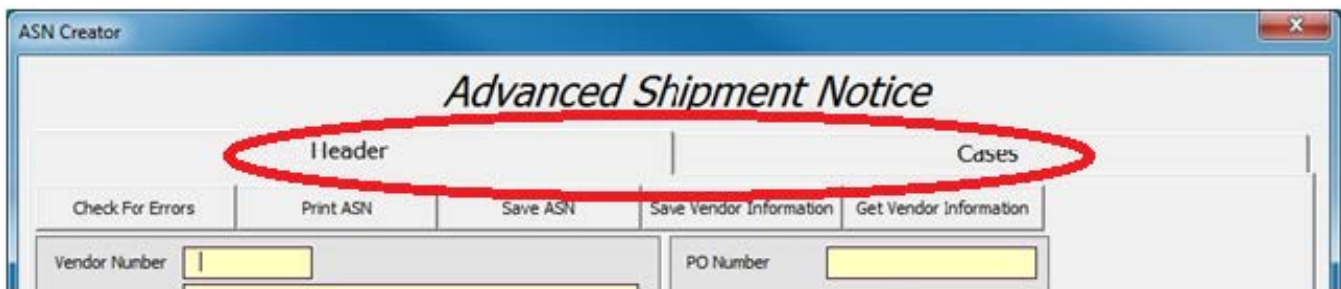 ASN Creator
Advanced Shipment Notice
Header Cases
Check For Errors Print ASN Save ASN Save Vendor Information Get Vendor Information
Vendor Number PO Number